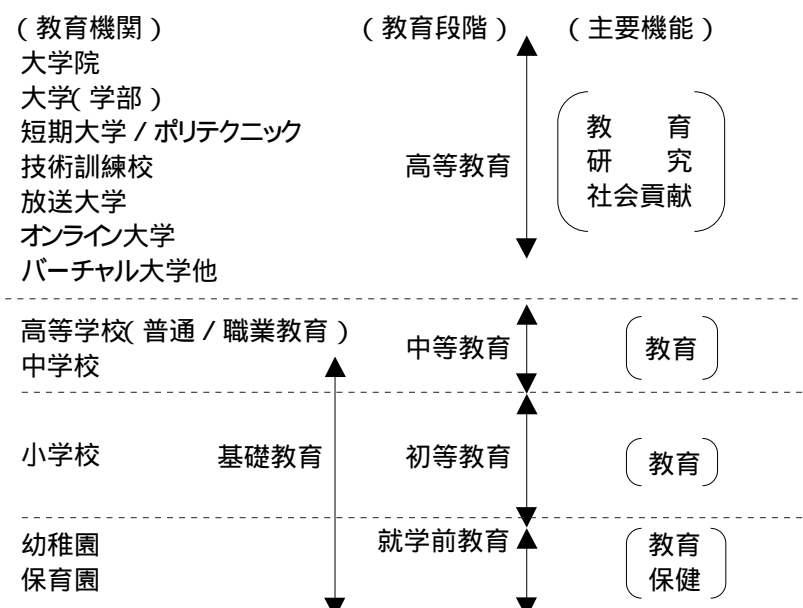 (教育機関) (教育段階) (主要機能)
大学院
大学(学部)
短期大学/ポリテクニック
技術訓練校
放送大学
オンライン大学
バーチャル大学他
高等教育
教 育
研 究
社会貢献
高等学校(普通/職業教育)
中学校
中等教育
教育
小学校 基礎教育 初等教育 教育
幼稚園
保育園
就学前教育
教育
保健